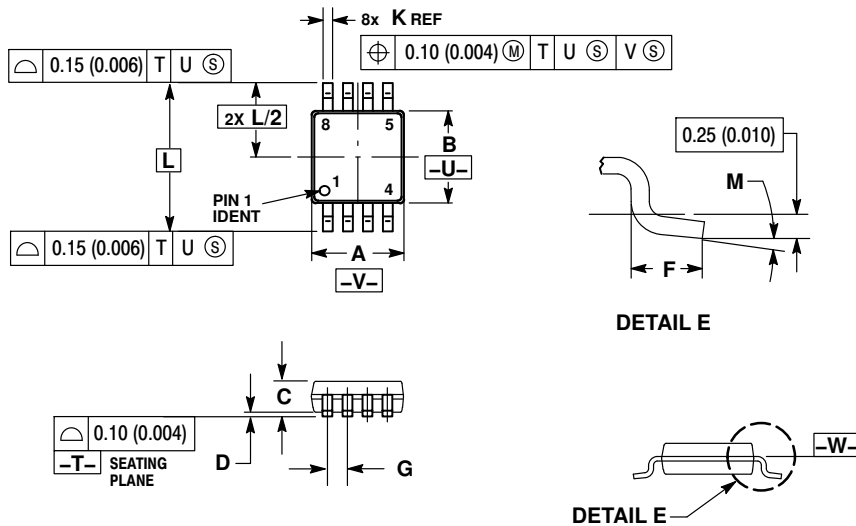 8x K REF
⌖ 0.10 (0.004) Ⓜ T U Ⓢ V Ⓢ
⌓ 0.15 (0.006) T U Ⓢ
2X L/2
8 5
B
-U-
L
PIN 1
IDENT
1 4
⌓ 0.15 (0.006) T U Ⓢ
A
-V-
0.25 (0.010)
M
F
DETAIL E
C
⌓ 0.10 (0.004)
-T- SEATING
PLANE
D
G
-W-
DETAIL E